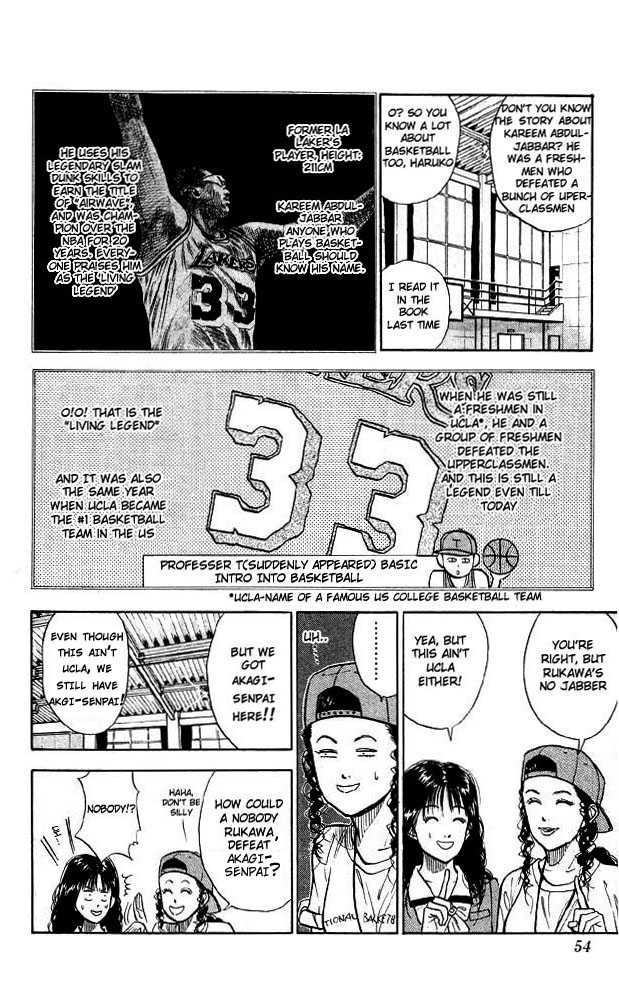 DON'T YOU KNOW
THE STORY ABOUT
KAREEM ABDUL-
JABBAR? HE
WAS A FRESH-
MEN WHO
DEFEATED A
BUNCH OF UPER-
CLASSMEN
O? SO YOU
KNOW A LOT
ABOUT
BASKETBALL
TOO, HARUKO
I READ IT
IN THE
BOOK
LAST TIME
FORMER LA
LAKER'S
PLAYER, HEIGHT:
211CM
KAREEM ABDUL-
JABBAR
ANYONE WHO
PLAYS BASKET-
BALL SHOULD
KNOW HIS NAME.
HE USES HIS
LEGENDARY SLAM
DUNK SKILLS TO
EARN THE TITLE
OF "AIRWAVE",
AND WAS CHAM-
PION OVER THE
NBA FOR 20
YEARS. EVERY-
ONE PRAISES HIM
AS THE 'LIVING
LEGEND'
LAKERS
33
WHEN HE WAS STILL
A FRESHMEN IN
UCLA*, HE AND A
GROUP OF FRESHMEN
DEFEATED THE
UPPERCLASSMEN.
AND THIS IS STILL A
LEGEND EVEN TILL
TODAY
O!O! THAT IS THE
"LIVING LEGEND"
AND IT WAS ALSO
THE SAME YEAR
WHEN UCLA BECAME
THE #1 BASKETBALL
TEAM IN THE US
33
T
PROFESSER T(SUDDENLY APPEARED) BASIC
INTRO INTO BASKETBALL
*UCLA-NAME OF A FAMOUS US COLLEGE BASKETBALL TEAM
YOU'RE
RIGHT, BUT
RUKAWA'S
NO JABBER
YEA, BUT
THIS AIN'T
UCLA
EITHER!
.........
UH..
BUT WE
GOT
AKAGI-
SENPAI
HERE!!
EVEN THOUGH
THIS AIN'T
UCLA, WE
STILL HAVE
AKGI-SENPAI!
HOW COULD
A NOBODY
RUKAWA,
DEFEAT
AKAGI-
SENPAI?
HAHA,
DON'T BE
SILLY
NOBODY!?
UH..
TIONAL BAKKETB
54